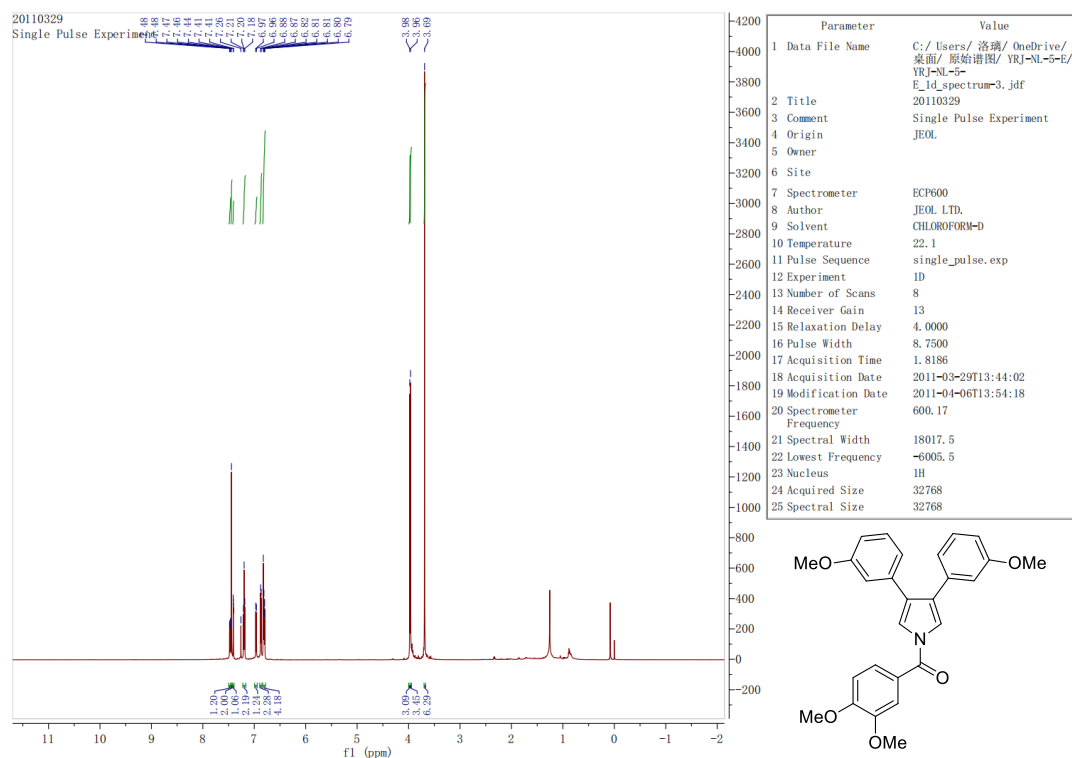 20110329
Single Pulse Experiment
7.48
7.48
7.47
7.46
7.44
7.41
7.41
7.26
7.21
7.20
7.18
6.97
6.96
6.88
6.87
6.82
6.81
6.81
6.80
6.79
3.98
3.96
3.69
4200
4000
3800
3600
3400
3200
3000
2800
2600
2400
2200
2000
1800
1600
1400
1200
1000
800
600
400
200
0
-200
1.20
2.00
1.06
2.19
1.24
2.28
4.18
3.09
3.45
6.29
11
10
9
8
7
6
5
4
3
2
1
0
-1
-2
f1 (ppm)
Parameter Value
1 Data File Name C:/ Users/ 洛璃/ OneDrive/
桌面/ 原始谱图/ YRJ-NL-5-E/
YRJ-NL-5-
E_1d_spectrum-3.jdf
2 Title 20110329
3 Comment Single Pulse Experiment
4 Origin JEOL
5 Owner
6 Site
7 Spectrometer ECP600
8 Author JEOL LTD.
9 Solvent CHLOROFORM-D
10 Temperature 22.1
11 Pulse Sequence single_pulse.exp
12 Experiment 1D
13 Number of Scans 8
14 Receiver Gain 13
15 Relaxation Delay 4.0000
16 Pulse Width 8.7500
17 Acquisition Time 1.8186
18 Acquisition Date 2011-03-29T13:44:02
19 Modification Date 2011-04-06T13:54:18
20 Spectrometer 600.17
Frequency
21 Spectral Width 18017.5
22 Lowest Frequency -6005.5
23 Nucleus 1H
24 Acquired Size 32768
25 Spectral Size 32768
MeO
OMe
N
O
MeO
OMe